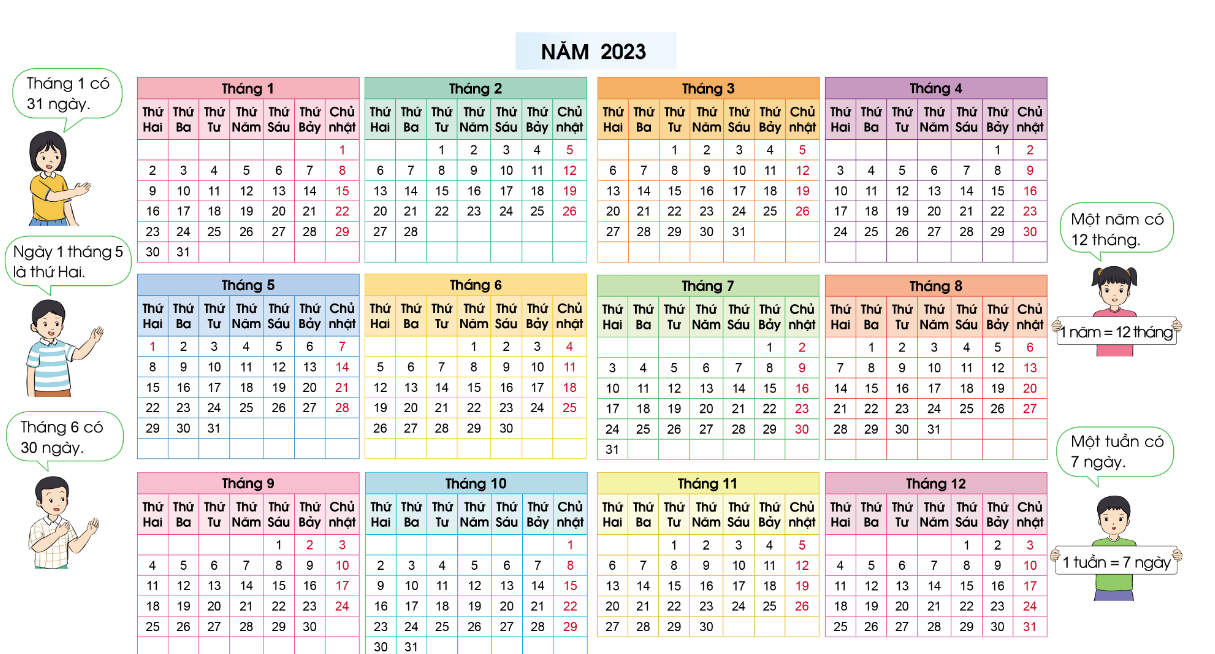 NĂM 2023
Tháng 1 có
31 ngày.
Ngày 1 tháng 5
là thứ Hai.
Tháng 6 có
30 ngày.
Tháng 1
Thứ Thứ Thứ Thứ Thứ Thứ Chủ
Hai Ba Tư Năm Sáu Bảy nhật
1
2 3 4 5 6 7 8
9 10 11 12 13 14 15
16 17 18 19 20 21 22
23 24 25 26 27 28 29
30 31
Tháng 2
Thứ Thứ Thứ Thứ Thứ Thứ Chủ
Hai Ba Tư Năm Sáu Bảy nhật
1 2 3 4 5
6 7 8 9 10 11 12
13 14 15 16 17 18 19
20 21 22 23 24 25 26
27 28
Tháng 3
Thứ Thứ Thứ Thứ Thứ Thứ Chủ
Hai Ba Tư Năm Sáu Bảy nhật
1 2 3 4 5
6 7 8 9 10 11 12
13 14 15 16 17 18 19
20 21 22 23 24 25 26
27 28 29 30 31
Tháng 4
Thứ Thứ Thứ Thứ Thứ Thứ Chủ
Hai Ba Tư Năm Sáu Bảy nhật
1 2
3 4 5 6 7 8 9
10 11 12 13 14 15 16
17 18 19 20 21 22 23
24 25 26 27 28 29 30
Tháng 5
Thứ Thứ Thứ Thứ Thứ Thứ Chủ
Hai Ba Tư Năm Sáu Bảy nhật
1 2 3 4 5 6 7
8 9 10 11 12 13 14
15 16 17 18 19 20 21
22 23 24 25 26 27 28
29 30 31
Tháng 6
Thứ Thứ Thứ Thứ Thứ Thứ Chủ
Hai Ba Tư Năm Sáu Bảy nhật
1 2 3 4
5 6 7 8 9 10 11
12 13 14 15 16 17 18
19 20 21 22 23 24 25
26 27 28 29 30
Tháng 7
Thứ Thứ Thứ Thứ Thứ Thứ Chủ
Hai Ba Tư Năm Sáu Bảy nhật
1 2
3 4 5 6 7 8 9
10 11 12 13 14 15 16
17 18 19 20 21 22 23
24 25 26 27 28 29 30
31
Tháng 8
Thứ Thứ Thứ Thứ Thứ Thứ Chủ
Hai Ba Tư Năm Sáu Bảy nhật
1 2 3 4 5 6
7 8 9 10 11 12 13
14 15 16 17 18 19 20
21 22 23 24 25 26 27
28 29 30 31
Tháng 9
Thứ Thứ Thứ Thứ Thứ Thứ Chủ
Hai Ba Tư Năm Sáu Bảy nhật
1 2 3
4 5 6 7 8 9 10
11 12 13 14 15 16 17
18 19 20 21 22 23 24
25 26 27 28 29 30
Tháng 10
Thứ Thứ Thứ Thứ Thứ Thứ Chủ
Hai Ba Tư Năm Sáu Bảy nhật
1
2 3 4 5 6 7 8
9 10 11 12 13 14 15
16 17 18 19 20 21 22
23 24 25 26 27 28 29
30 31
Tháng 11
Thứ Thứ Thứ Thứ Thứ Thứ Chủ
Hai Ba Tư Năm Sáu Bảy nhật
1 2 3 4 5
6 7 8 9 10 11 12
13 14 15 16 17 18 19
20 21 22 23 24 25 26
27 28 29 30
Tháng 12
Thứ Thứ Thứ Thứ Thứ Thứ Chủ
Hai Ba Tư Năm Sáu Bảy nhật
1 2 3
4 5 6 7 8 9 10
11 12 13 14 15 16 17
18 19 20 21 22 23 24
25 26 27 28 29 30 31
Một năm có
12 tháng.
1 năm = 12 tháng
Một tuần có
7 ngày.
1 tuần = 7 ngày